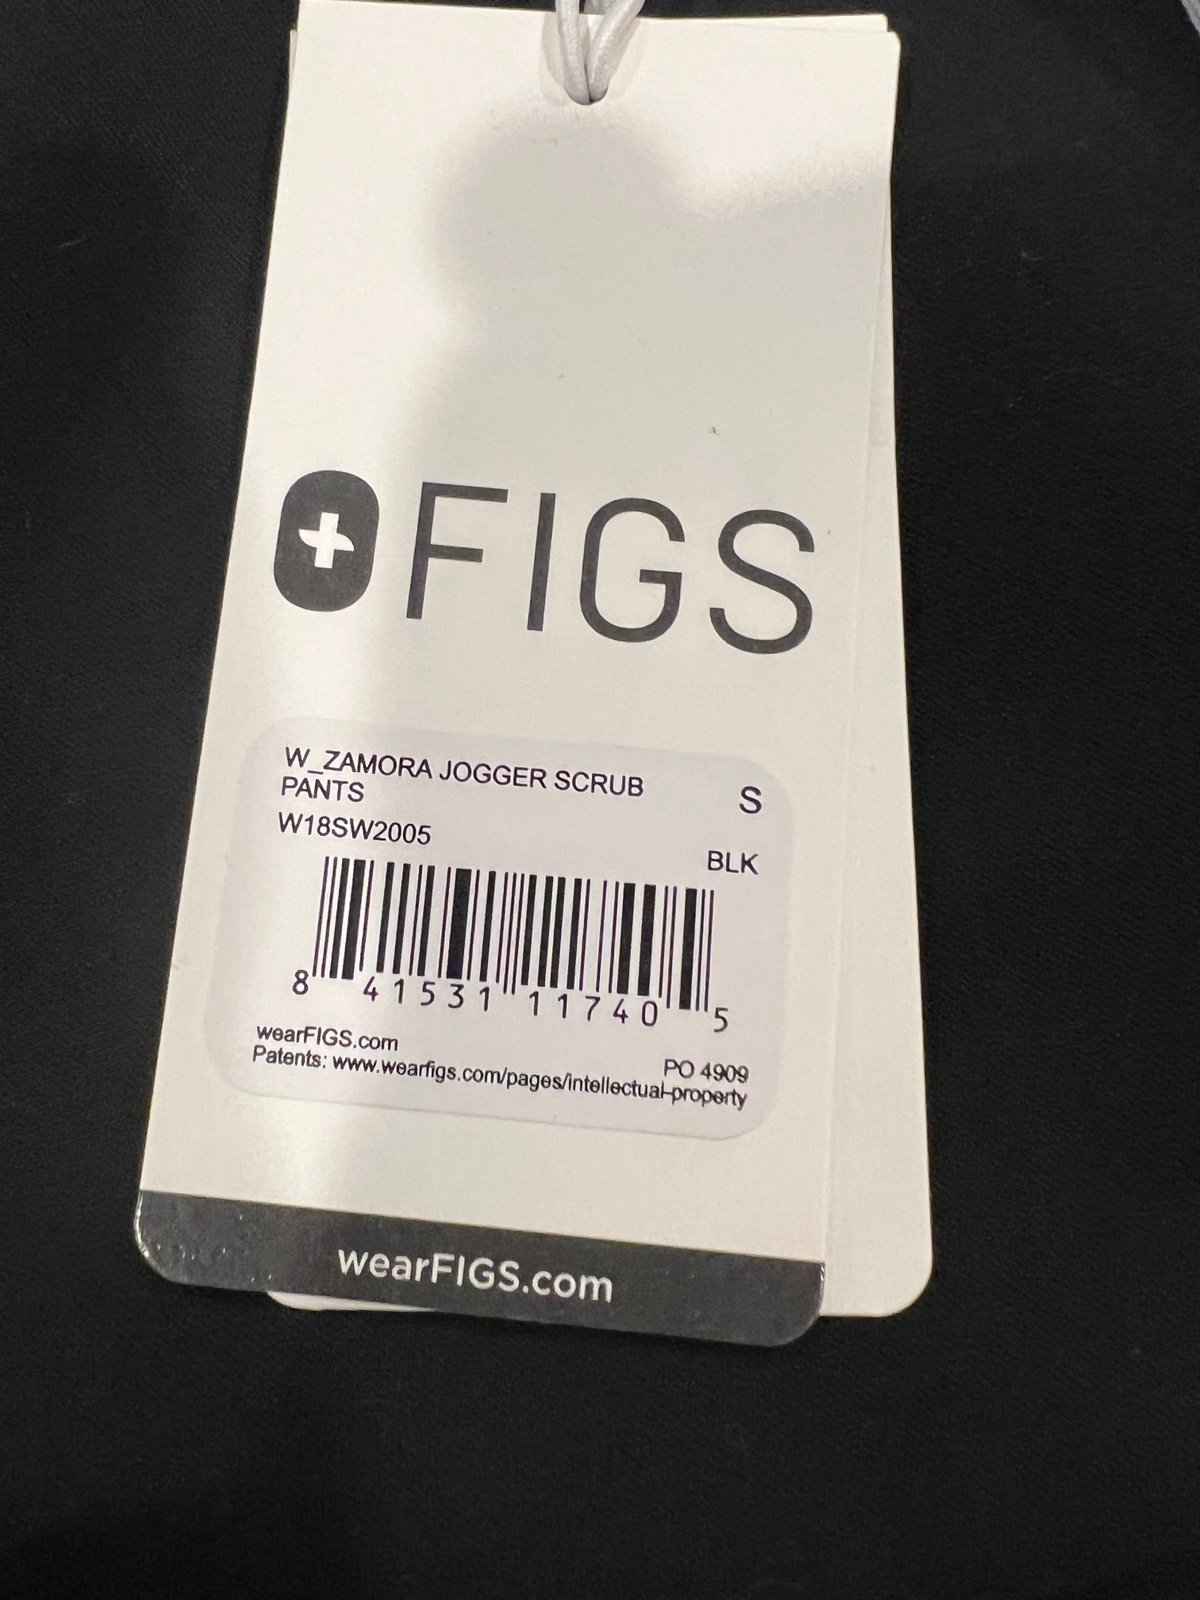 FIGS
W_ZAMORA JOGGER SCRUB
PANTS
S
W18SW2005
BLK
8 41531 11740 5
wearFIGS.com
PO 4909
Patents: www.wearfigs.com/pages/intellectual-property
wearFIGS.com